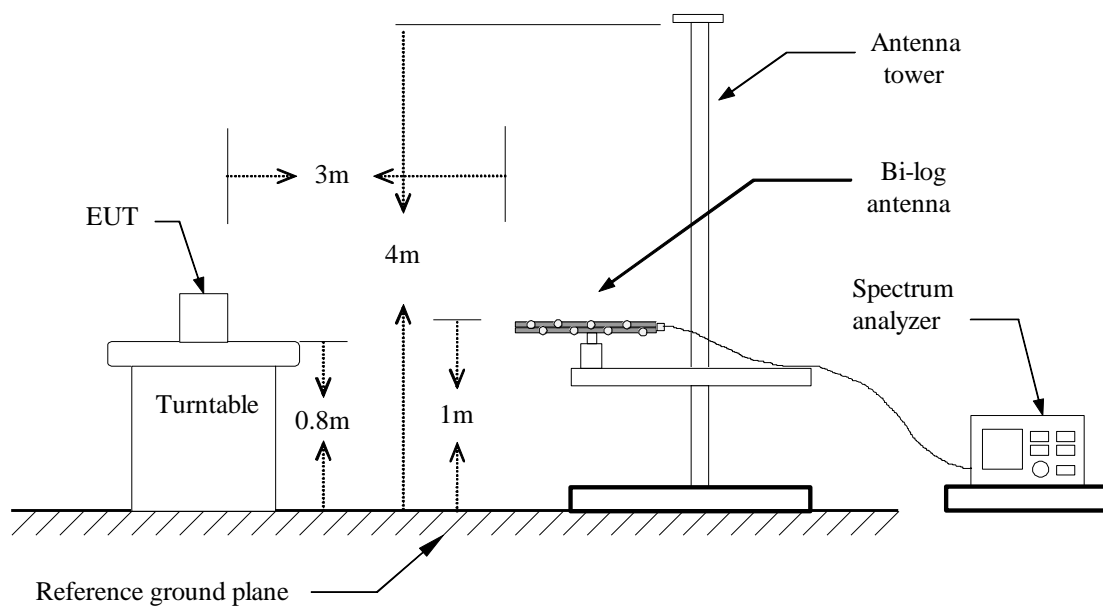 Antenna
tower
3m
Bi-log
antenna
EUT
4m
Spectrum
analyzer
Turntable
0.8m
1m
Reference ground plane